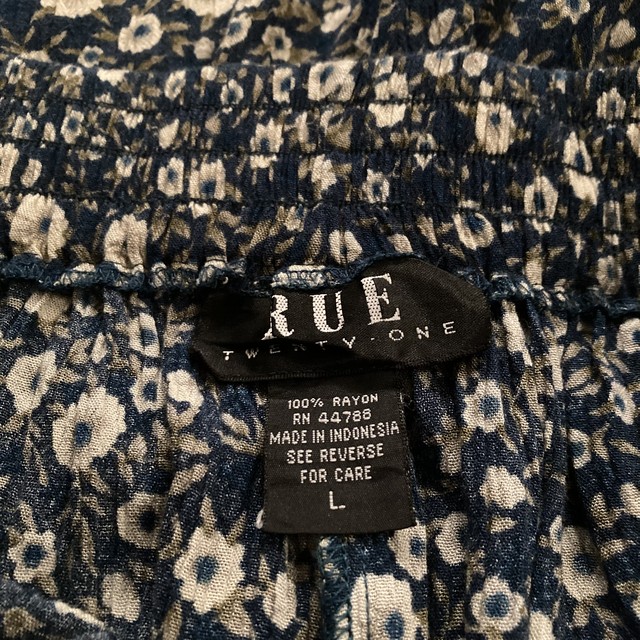 RUE
TWENTY-ONE
100% RAYON
RN 44788
MADE IN INDONESIA
SEE REVERSE
FOR CARE
L